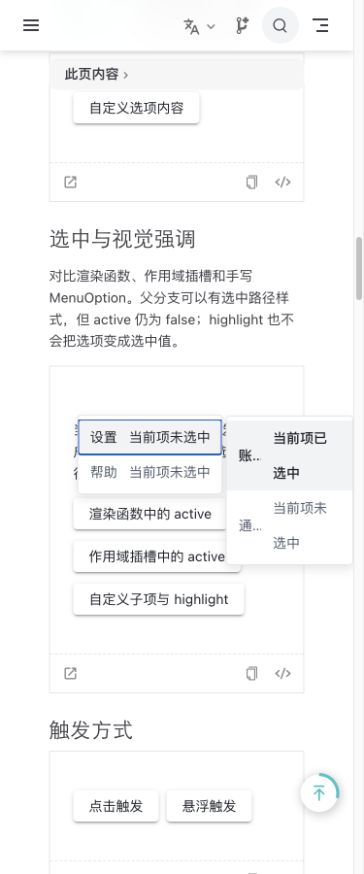 此页内容 ›
自定义选项内容
选中与视觉强调
对比渲染函数、作用域插槽和手写
MenuOption。父分支可以有选中路径样
式，但 active 仍为 false；highlight 也不
会把选项变成选中值。
设置 当前项未选中
帮助 当前项未选中
账... 当前项已
选中
通... 当前项未
选中
渲染函数中的 active
作用域插槽中的 active
自定义子项与 highlight
触发方式
点击触发
悬浮触发